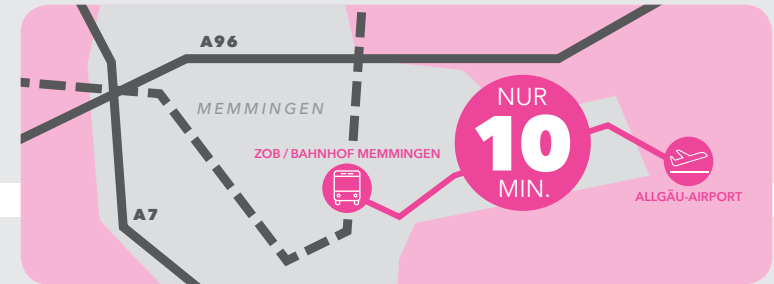 A96
MEMMINGEN
NUR
10
MIN.
ZOB / BAHNHOF MEMMINGEN
ALLGÄU-AIRPORT
A7